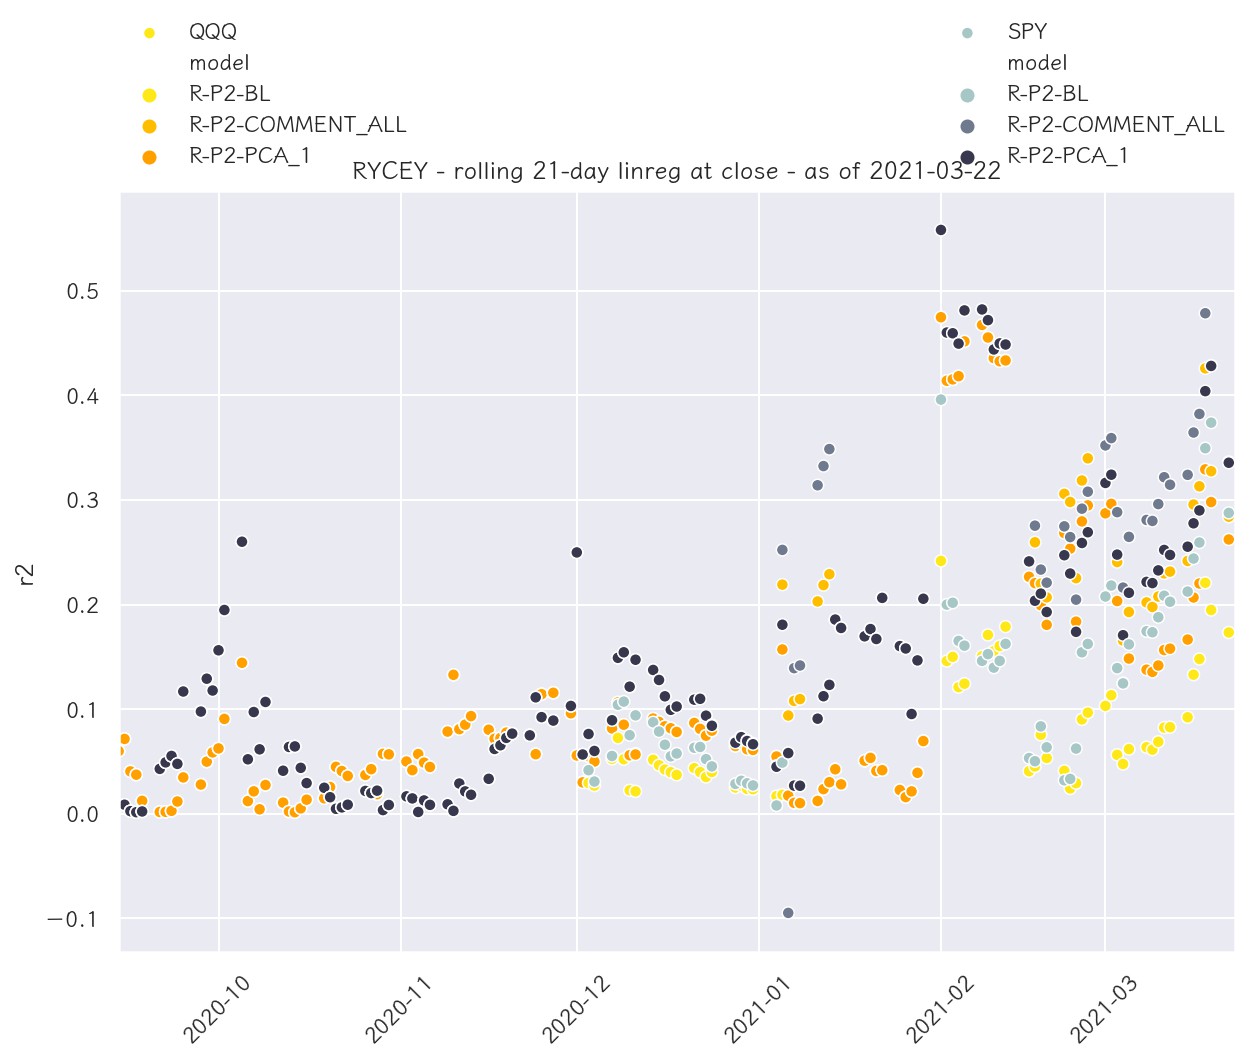 QQQ
model
R-P2-BL
R-P2-COMMENT_ALL
R-P2-PCA_1
SPY
model
R-P2-BL
R-P2-COMMENT_ALL
R-P2-PCA_1
RYCEY - rolling 21-day linreg at close - as of 2021-03-22
r2
0.5
0.4
0.3
0.2
0.1
0.0
−0.1
2020-10
2020-11
2020-12
2021-01
2021-02
2021-03